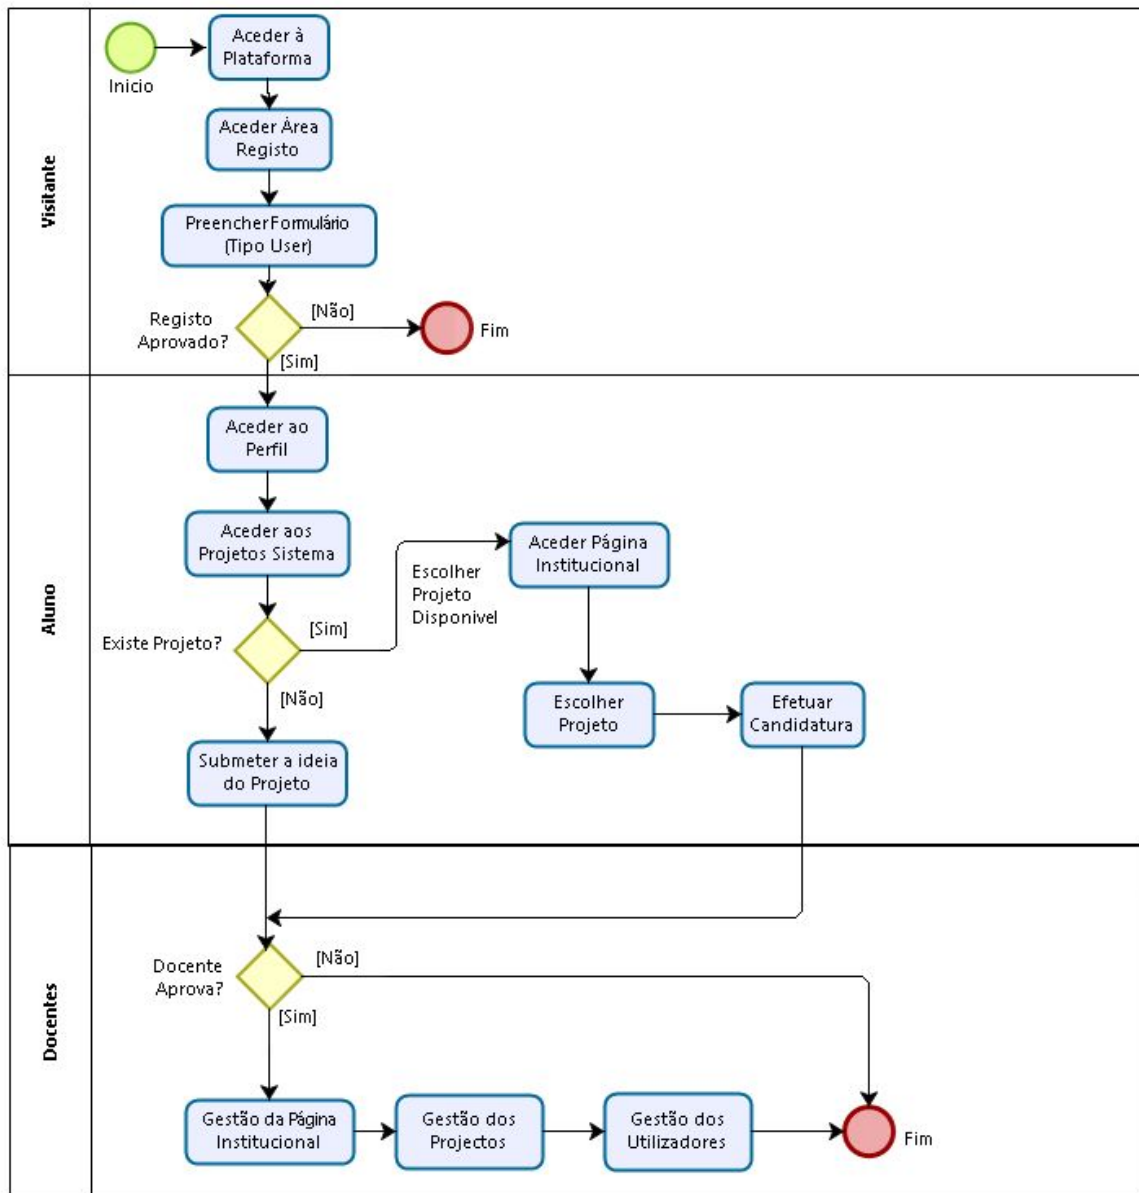 Visitante
Inicio
Aceder à
Plataforma
Aceder Área
Registo
Preencher Formulário
(Tipo User)
Registo
Aprovado?
[Não]
Fim
[Sim]
Aluno
Aceder ao
Perfil
Aceder aos
Projetos Sistema
Existe Projeto?
[Sim]
Escolher
Projeto
Disponivel
Aceder Página
Institucional
[Não]
Escolher
Projeto
Efetuar
Candidatura
Submeter a ideia
do Projeto
Docentes
Docente
Aprova?
[Não]
[Sim]
Gestão da Página
Institucional
Gestão dos
Projectos
Gestão dos
Utilizadores
Fim